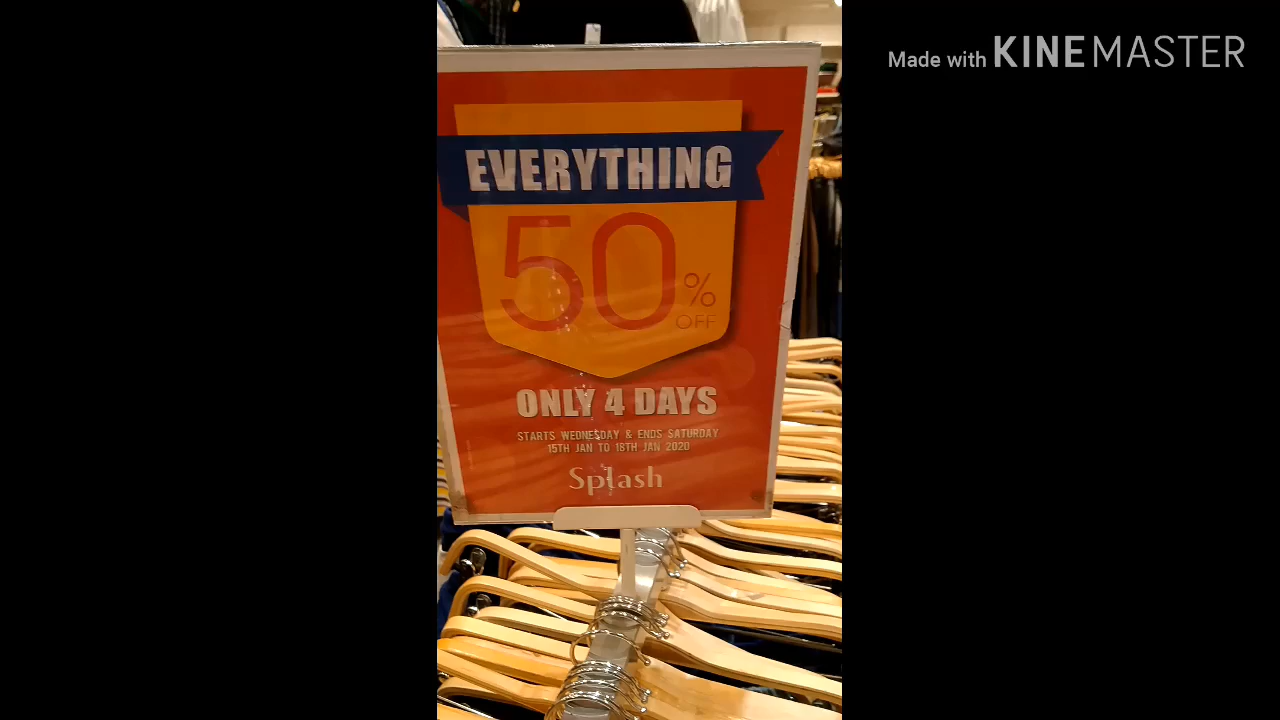 Made with KINEMASTER
EVERYTHING
50%
OFF
ONLY 4 DAYS
STARTS WEDNESDAY & ENDS SATURDAY
15TH JAN TO 18TH JAN 2020
Splash